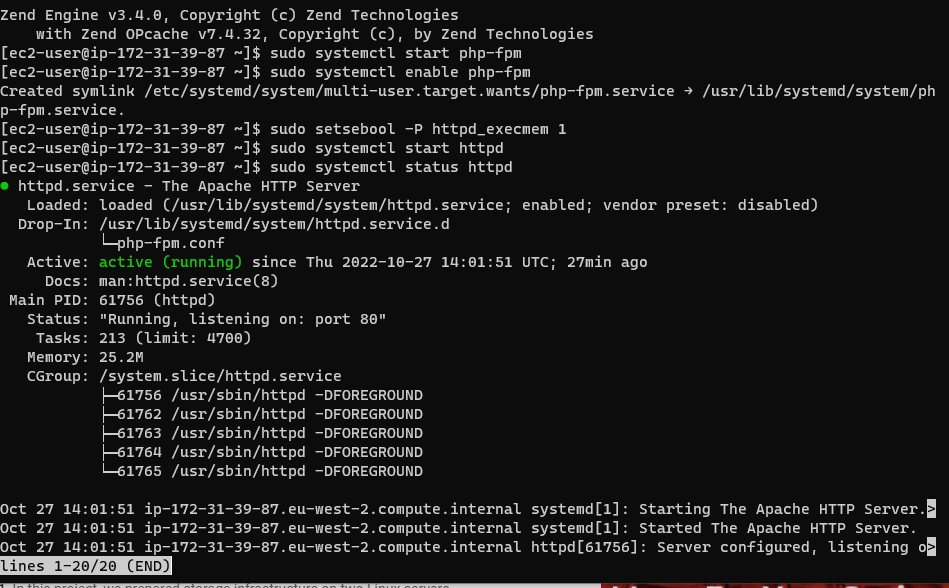 Zend Engine v3.4.0, Copyright (c) Zend Technologies
    with Zend OPcache v7.4.32, Copyright (c), by Zend Technologies
[ec2-user@ip-172-31-39-87 ~]$ sudo systemctl start php-fpm
[ec2-user@ip-172-31-39-87 ~]$ sudo systemctl enable php-fpm
Created symlink /etc/systemd/system/multi-user.target.wants/php-fpm.service → /usr/lib/systemd/system/ph
p-fpm.service.
[ec2-user@ip-172-31-39-87 ~]$ sudo setsebool -P httpd_execmem 1
[ec2-user@ip-172-31-39-87 ~]$ sudo systemctl start httpd
[ec2-user@ip-172-31-39-87 ~]$ sudo systemctl status httpd
● httpd.service - The Apache HTTP Server
   Loaded: loaded (/usr/lib/systemd/system/httpd.service; enabled; vendor preset: disabled)
  Drop-In: /usr/lib/systemd/system/httpd.service.d
           └─php-fpm.conf
   Active: active (running) since Thu 2022-10-27 14:01:51 UTC; 27min ago
     Docs: man:httpd.service(8)
 Main PID: 61756 (httpd)
   Status: "Running, listening on: port 80"
    Tasks: 213 (limit: 4700)
   Memory: 25.2M
   CGroup: /system.slice/httpd.service
           ├─61756 /usr/sbin/httpd -DFOREGROUND
           ├─61762 /usr/sbin/httpd -DFOREGROUND
           ├─61763 /usr/sbin/httpd -DFOREGROUND
           ├─61764 /usr/sbin/httpd -DFOREGROUND
           └─61765 /usr/sbin/httpd -DFOREGROUND
Oct 27 14:01:51 ip-172-31-39-87.eu-west-2.compute.internal systemd[1]: Starting The Apache HTTP Server.>
Oct 27 14:01:51 ip-172-31-39-87.eu-west-2.compute.internal systemd[1]: Started The Apache HTTP Server.
Oct 27 14:01:51 ip-172-31-39-87.eu-west-2.compute.internal httpd[61756]: Server configured, listening o>
lines 1-20/20 (END)
1. In this project, we prepared storage infrastructure on two Linux servers